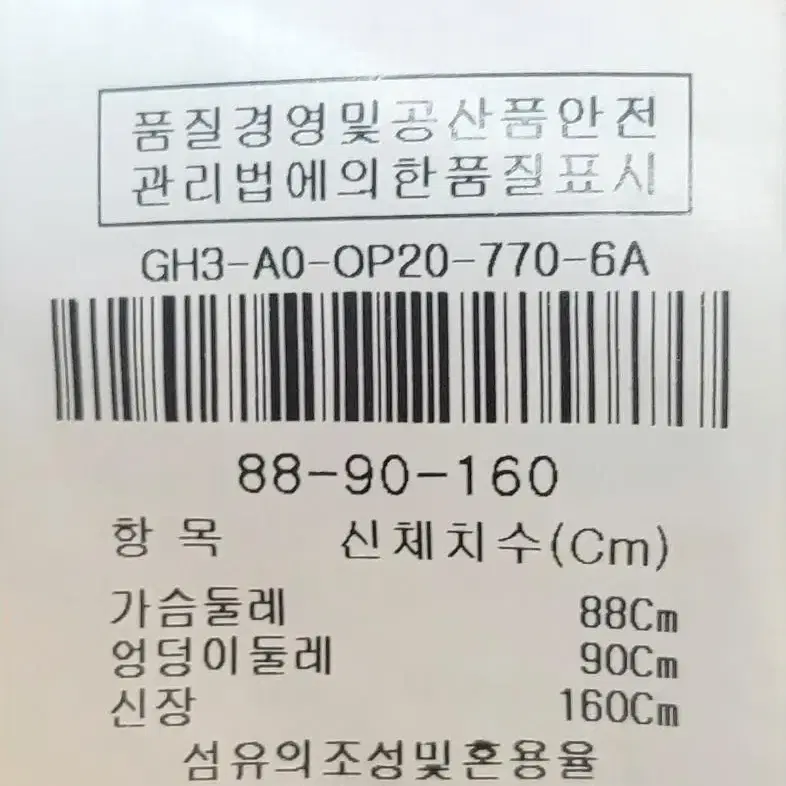 품질경영및공산품안전
관리법에의한품질표시
GH3-A0-OP20-770-6A
88-90-160
항 목 신체치수(Cm)
가슴둘레 88Cm
엉덩이둘레 90Cm
신장 160Cm
섬유의조성및혼용율